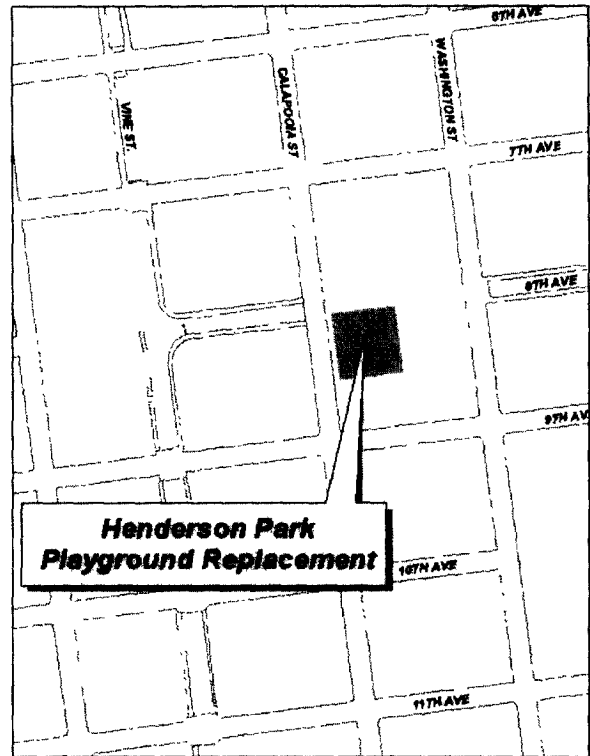 6TH AVE
WASHINGTON ST
CALAPOOIA ST
VINE ST.
7TH AVE
8TH AVE
9TH AV
Henderson Park
Playground Replacement
10TH AVE
11TH AVE